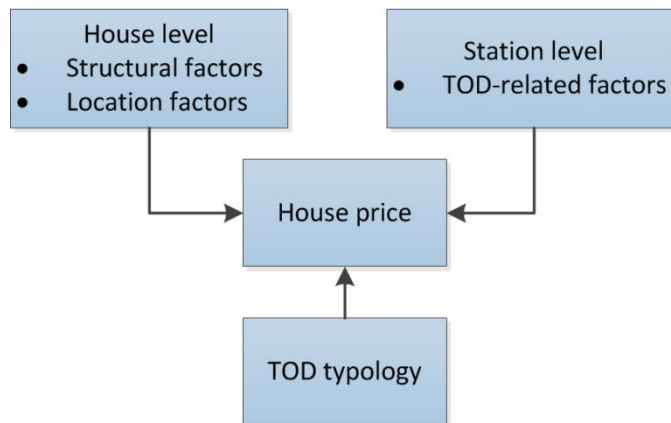 House level
• Structural factors
• Location factors
Station level
• TOD-related factors
House price
TOD typology